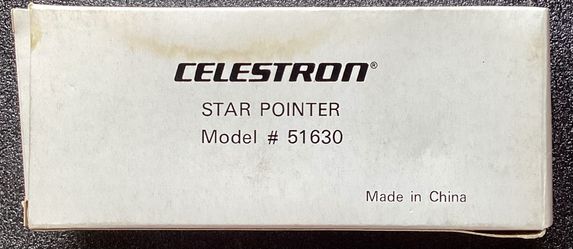 CELESTRON®
STAR POINTER
Model # 51630
Made in China